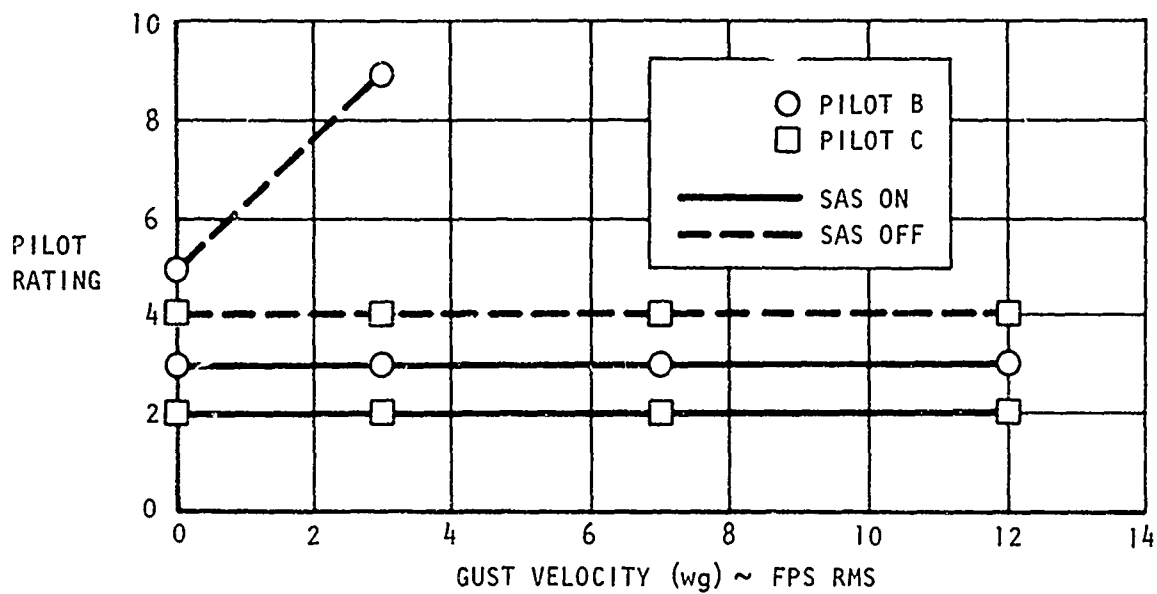 10
8
6
4
2
0
PILOT
RATING
PILOT B
PILOT C
SAS ON
SAS OFF
0 2 4 6 8 10 12 14
GUST VELOCITY (wg) ~ FPS RMS